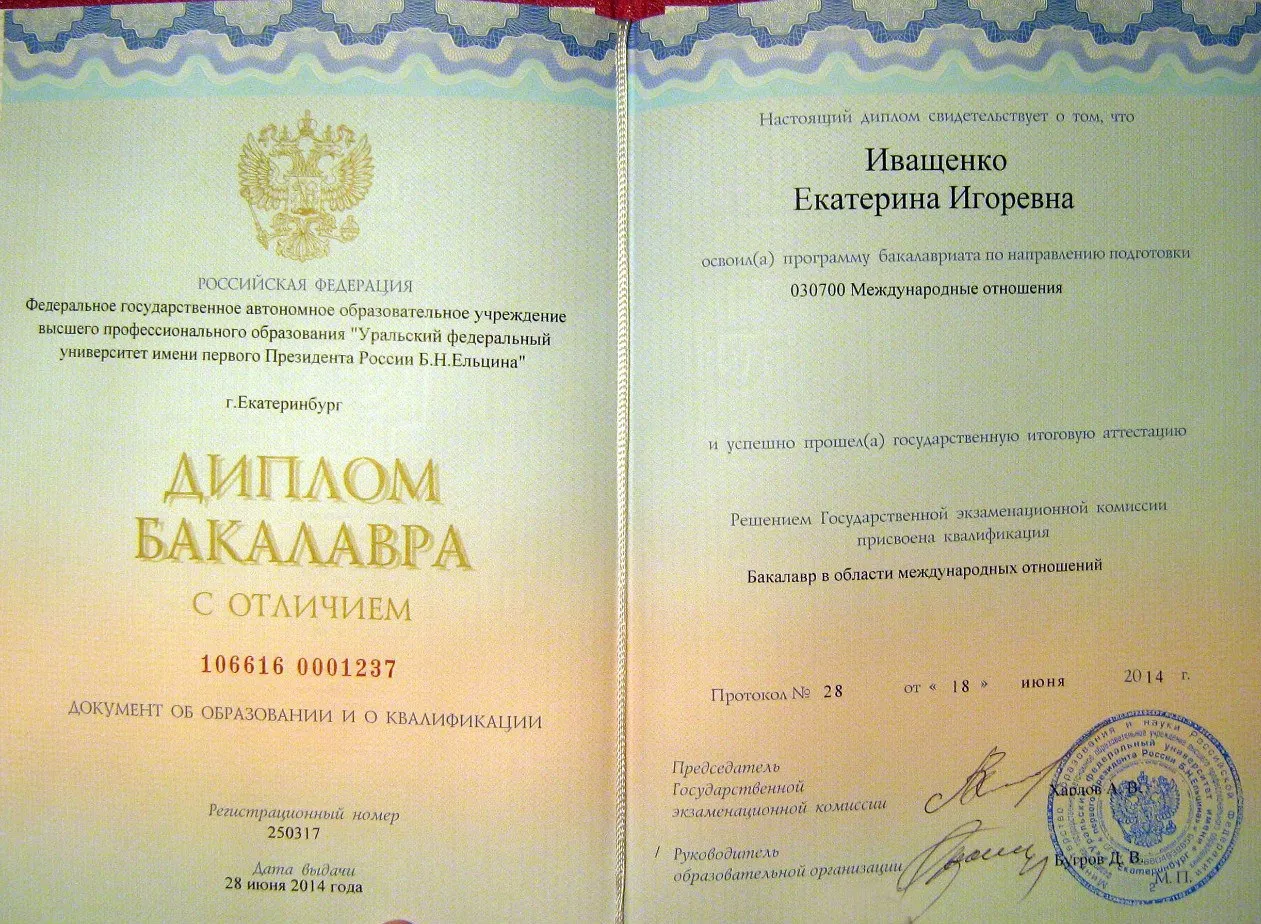 РОССИЙСКАЯ ФЕДЕРАЦИЯ
Федеральное государственное автономное образовательное учреждение
высшего профессионального образования "Уральский федеральный
университет имени первого Президента России Б.Н.Ельцина"
г.Екатеринбург
ДИПЛОМ
БАКАЛАВРА
С ОТЛИЧИЕМ
106616 0001237
ДОКУМЕНТ ОБ ОБРАЗОВАНИИ И О КВАЛИФИКАЦИИ
Регистрационный номер
250317
Дата выдачи
28 июня 2014 года
Настоящий диплом свидетельствует о том, что
Иващенко
Екатерина Игоревна
освоил(а) программу бакалавриата по направлению подготовки
030700 Международные отношения
и успешно прошел(а) государственную итоговую аттестацию
Решением Государственной экзаменационной комиссии
присвоена квалификация
Бакалавр в области международных отношений
Протокол № 28 от « 18 » июня 2014 г.
Председатель
Государственной
экзаменационной комиссии
Хардов А. В.
/ Руководитель
образовательной организации
Бугров Д. В.
М. П.